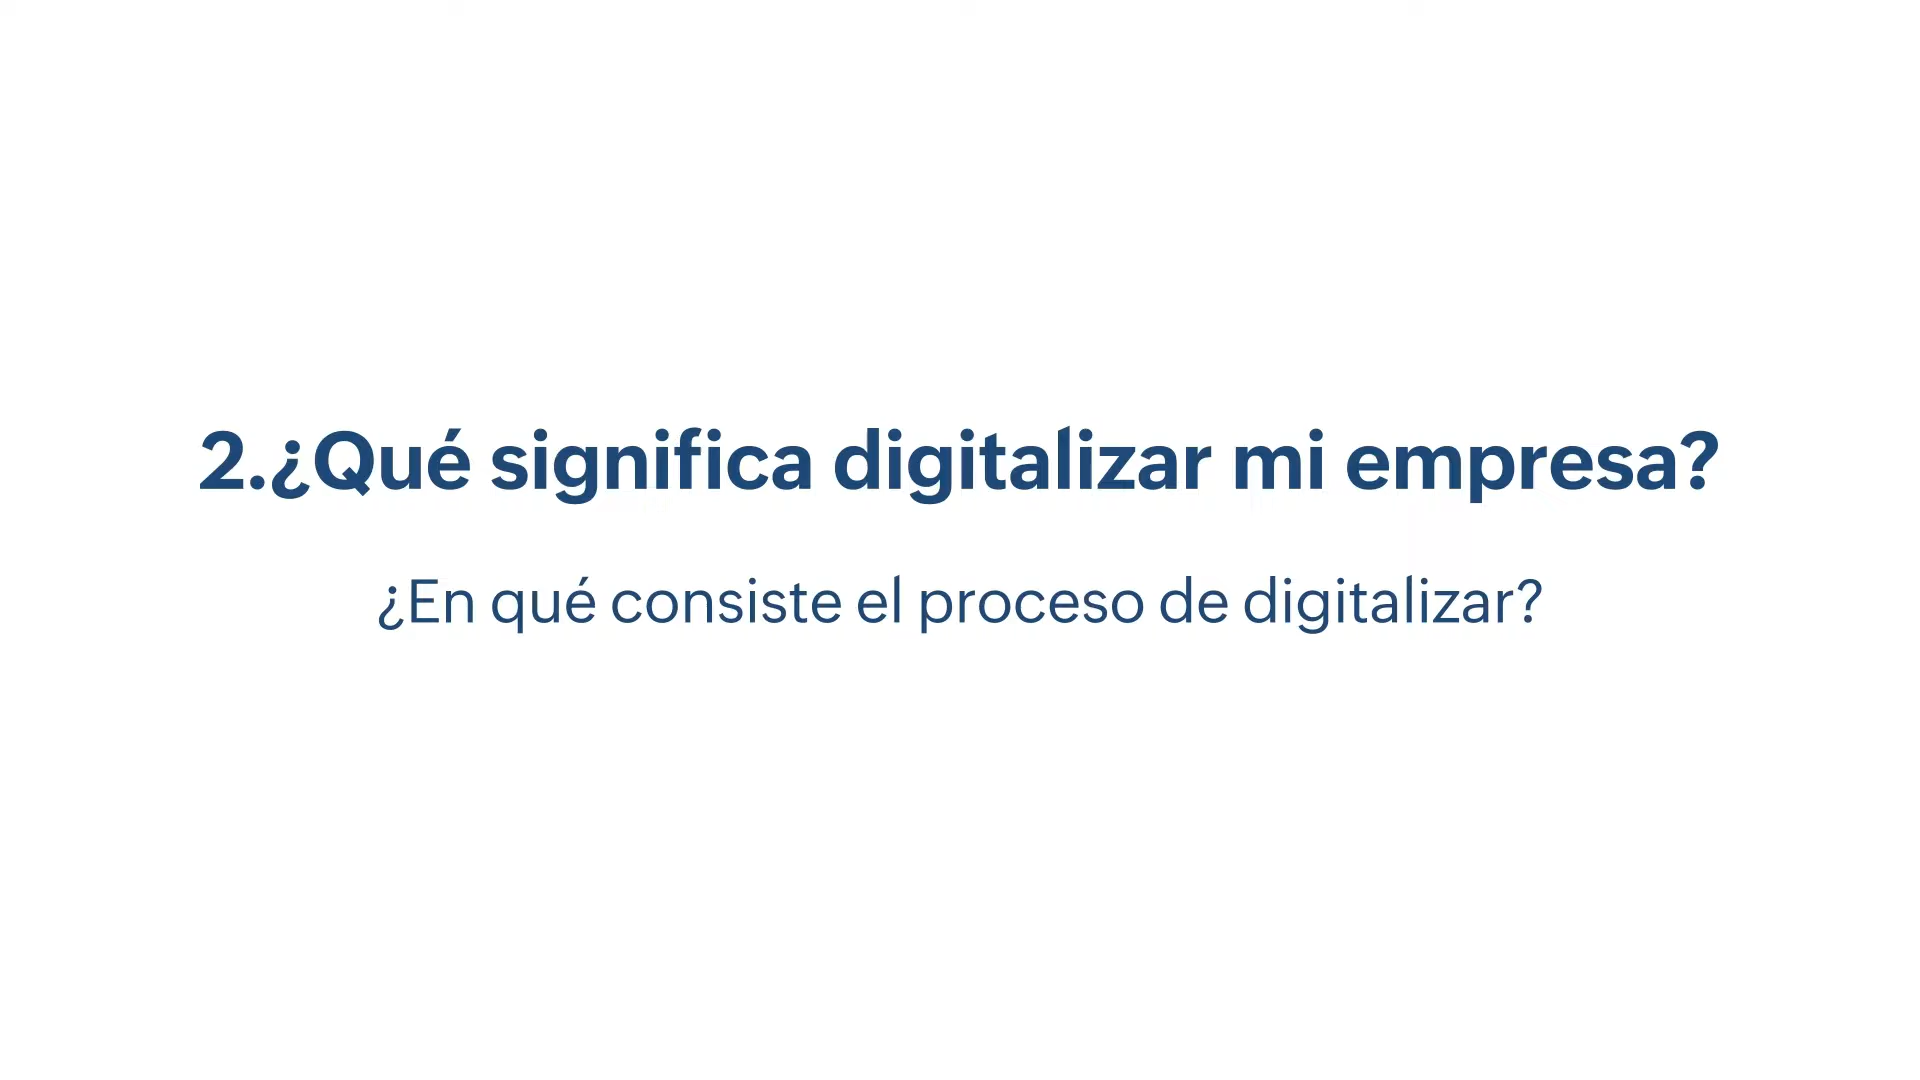 2.¿Qué significa digitalizar mi empresa?
¿En qué consiste el proceso de digitalizar?